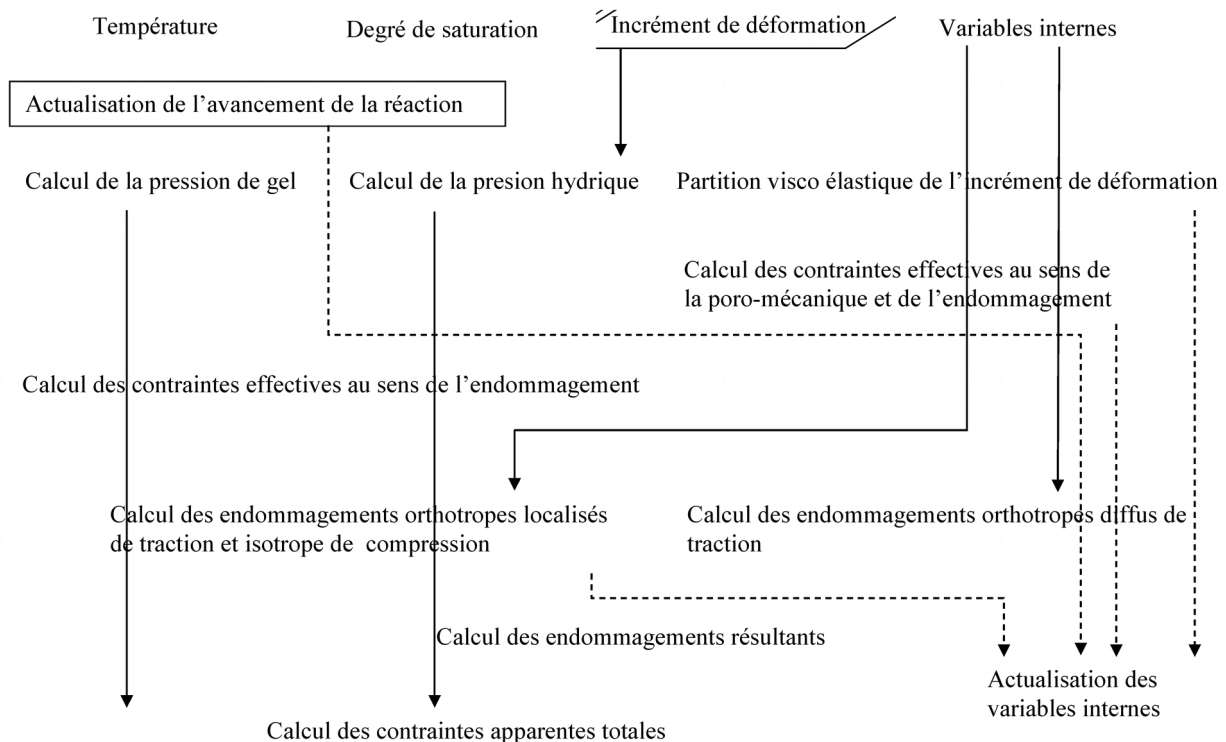 Température
Degré de saturation
Incrément de déformation
Variables internes
Actualisation de l’avancement de la réaction
Calcul de la pression de gel
Calcul de la presion hydrique
Partition visco élastique de l’incrément de déformation
Calcul des contraintes effectives au sens de
la poro-mécanique et de l’endommagement
Calcul des contraintes effectives au sens de l’endommagement
Calcul des endommagements orthotropes localisés
de traction et isotrope de compression
Calcul des endommagements orthotropes diffus de
traction
Calcul des endommagements résultants
Actualisation des
variables internes
Calcul des contraintes apparentes totales